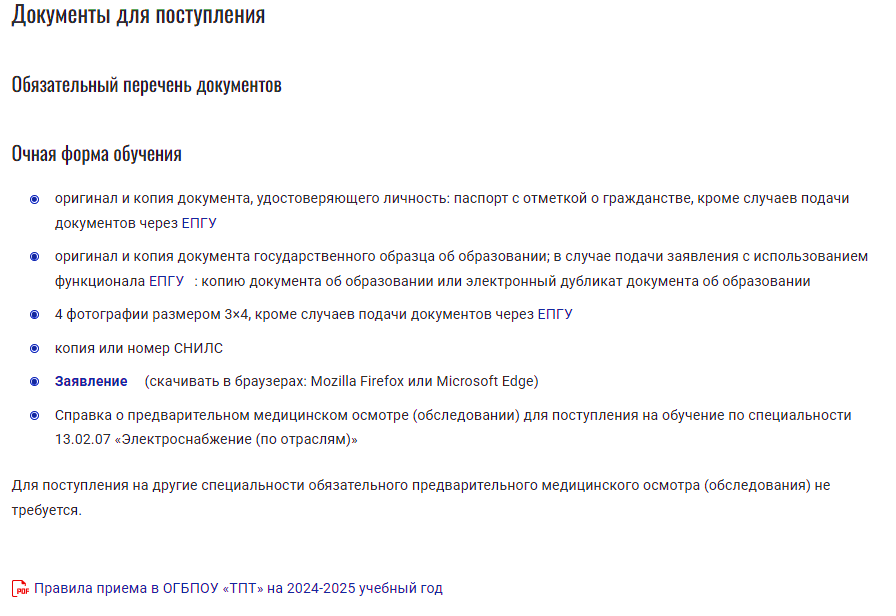 Документы для поступления
Обязательный перечень документов
Очная форма обучения
оригинал и копия документа, удостоверяющего личность: паспорт с отметкой о гражданстве, кроме случаев подачи
документов через ЕПГУ
оригинал и копия документа государственного образца об образовании; в случае подачи заявления с использованием
функционала ЕПГУ : копию документа об образовании или электронный дубликат документа об образовании
4 фотографии размером 3×4, кроме случаев подачи документов через ЕПГУ
копия или номер СНИЛС
Заявление (скачивать в браузерах: Mozilla Firefox или Microsoft Edge)
Справка о предварительном медицинском осмотре (обследовании) для поступления на обучение по специальности
13.02.07 «Электроснабжение (по отраслям)»
Для поступления на другие специальности обязательного предварительного медицинского осмотра (обследования) не
требуется.
PDF Правила приема в ОГБПОУ «ТПТ» на 2024-2025 учебный год